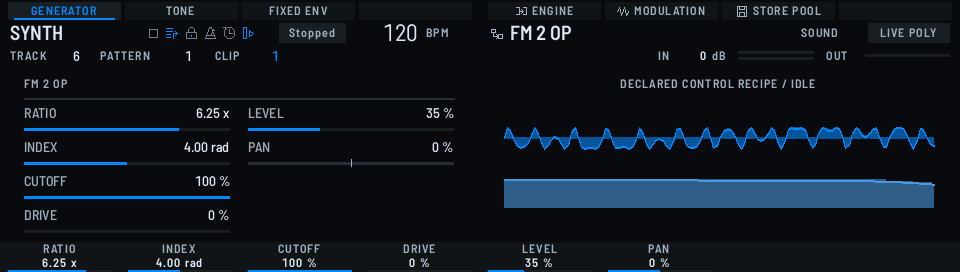 GENERATOR TONE FIXED ENV ENGINE MODULATION STORE POOL
SYNTH Stopped 120 BPM FM 2 OP SOUND LIVE POLY
TRACK 6 PATTERN 1 CLIP 1 IN 0 dB OUT
FM 2 OP DECLARED CONTROL RECIPE / IDLE
RATIO 6.25 x LEVEL 35 %
INDEX 4.00 rad PAN 0 %
CUTOFF 100 %
DRIVE 0 %
RATIO INDEX CUTOFF DRIVE LEVEL PAN
6.25 x 4.00 rad 100 % 0 % 35 % 0 %